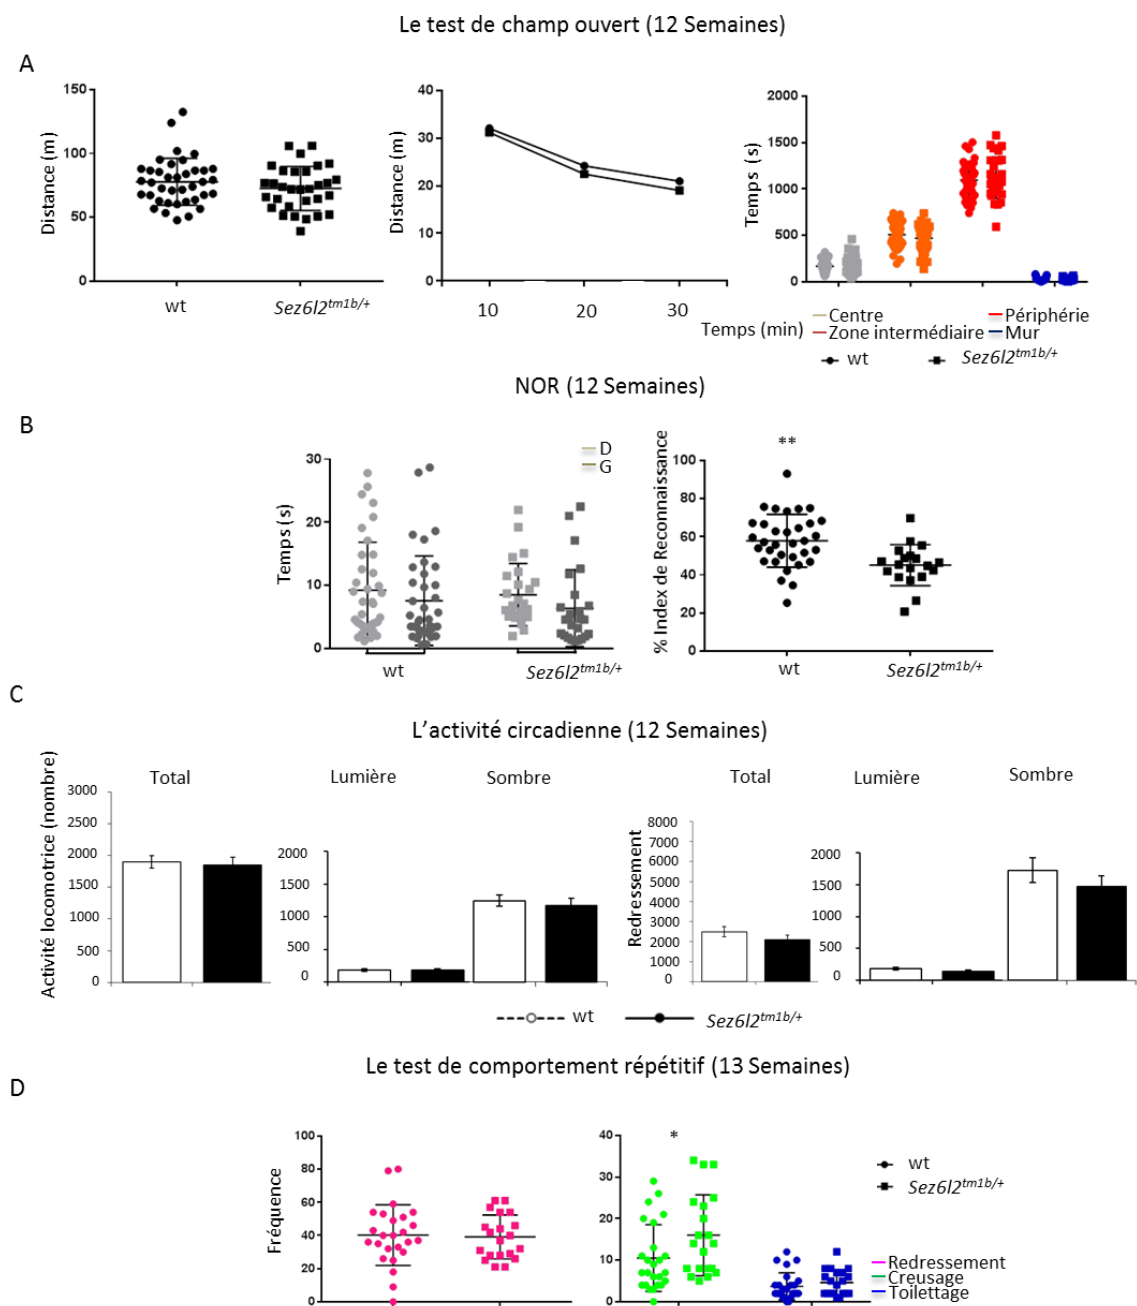 Le test de champ ouvert (12 Semaines)
A
Distance (m)
150
100
50
0
wt
Sez6l2tm1b/+
Distance (m)
40
30
20
10
0
10
20
30
Temps (min)
Temps (s)
2000
1500
1000
500
0
Centre
Périphérie
Zone intermédiaire
Mur
wt
Sez6l2tm1b/+
NOR (12 Semaines)
B
Temps (s)
30
20
10
0
D
G
wt
Sez6l2tm1b/+
% Index de Reconnaissance
100
80
60
40
20
0
**
wt
Sez6l2tm1b/+
C
L’activité circadienne (12 Semaines)
Activité locomotrice (nombre)
Total
3000
2500
2000
1500
1000
500
0
Lumière
Sombre
2000
1500
1000
500
0
Redressement
Total
8000
7000
6000
5000
4000
3000
2000
1000
0
Lumière
Sombre
2000
1500
1000
500
0
wt
Sez6l2tm1b/+
Le test de comportement répétitif (13 Semaines)
D
Fréquence
100
80
60
40
20
0
40
30
20
10
0
*
wt
Sez6l2tm1b/+
Redressement
Creusage
Toilettage